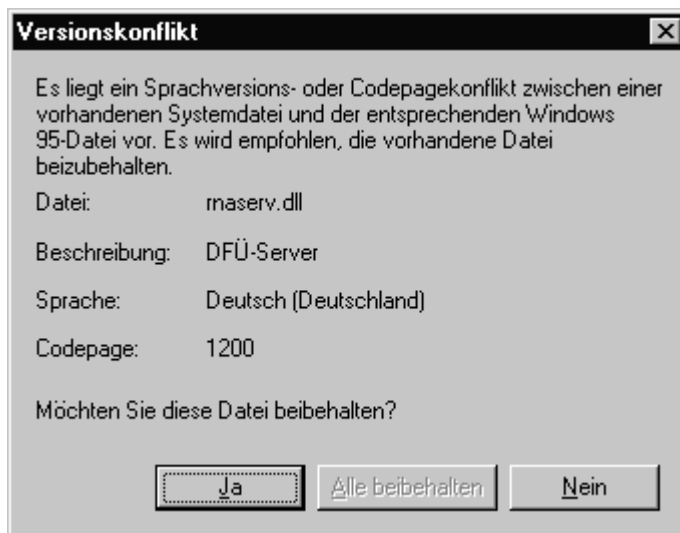 Versionskonflikt
Es liegt ein Sprachversions- oder Codepagekonflikt zwischen einer
vorhandenen Systemdatei und der entsprechenden Windows
95-Datei vor. Es wird empfohlen, die vorhandene Datei
beizubehalten.
Datei: rnaserv.dll
Beschreibung: DFÜ-Server
Sprache: Deutsch (Deutschland)
Codepage: 1200
Möchten Sie diese Datei beibehalten?
Ja Alle beibehalten Nein